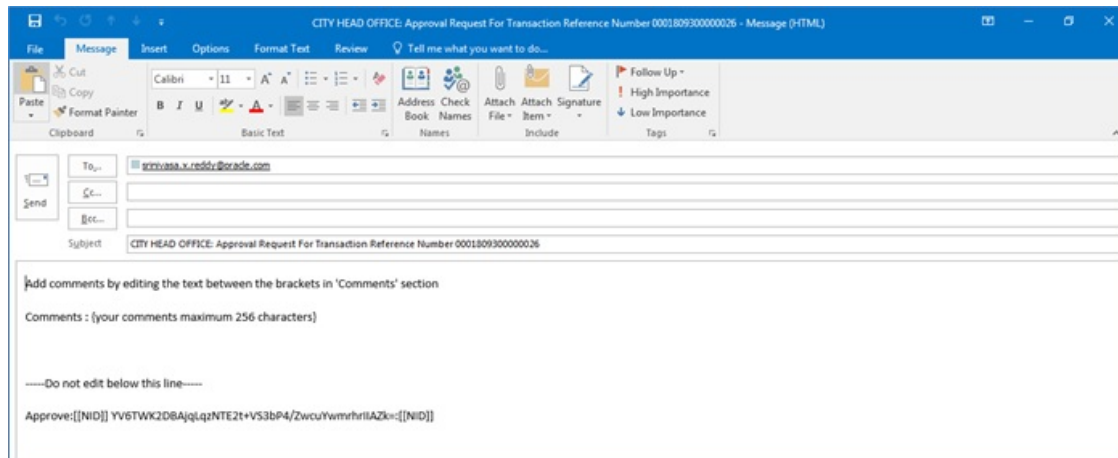 CITY HEAD OFFICE: Approval Request For Transaction Reference Number 0001809300000026 - Message (HTML)
File Message Insert Options Format Text Review Tell me what you want to do...
Paste
Cut
Copy
Format Painter
Clipboard
Calibri 11
B I U
Basic Text
Address Book
Check Names
Names
Attach File
Attach Item
Signature
Include
Follow Up
High Importance
Low Importance
Tags
Send
To...
srinivasa.x.reddy@oracle.com
Cc...
Bcc...
Subject
CITY HEAD OFFICE: Approval Request For Transaction Reference Number 0001809300000026
Add comments by editing the text between the brackets in 'Comments' section
Comments : {your comments maximum 256 characters}
-----Do not edit below this line-----
Approve:[[NID]] :[[NID]]